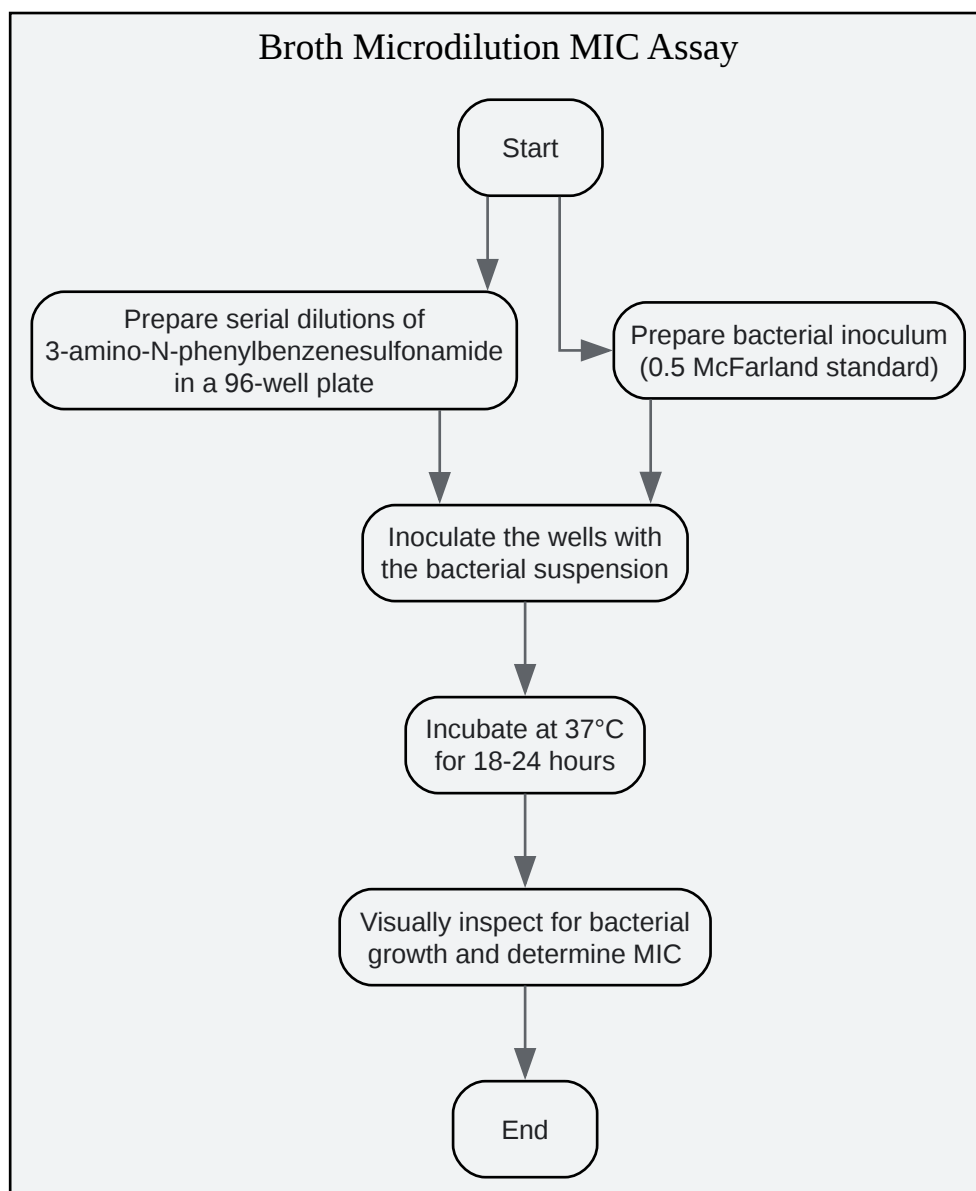 Broth Microdilution MIC Assay
Start
Prepare serial dilutions of
3-amino-N-phenylbenzenesulfonamide
in a 96-well plate
Prepare bacterial inoculum
(0.5 McFarland standard)
Inoculate the wells with
the bacterial suspension
Incubate at 37°C
for 18-24 hours
Visually inspect for bacterial
growth and determine MIC
End